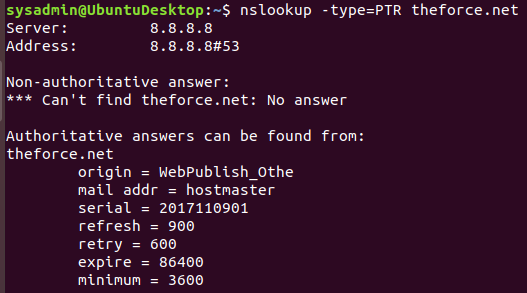 sysadmin@UbuntuDesktop:~$ nslookup -type=PTR theforce.net
Server: 8.8.8.8
Address: 8.8.8.8#53
Non-authoritative answer:
*** Can't find theforce.net: No answer
Authoritative answers can be found from:
theforce.net
origin = WebPublish_Othe
mail addr = hostmaster
serial = 2017110901
refresh = 900
retry = 600
expire = 86400
minimum = 3600